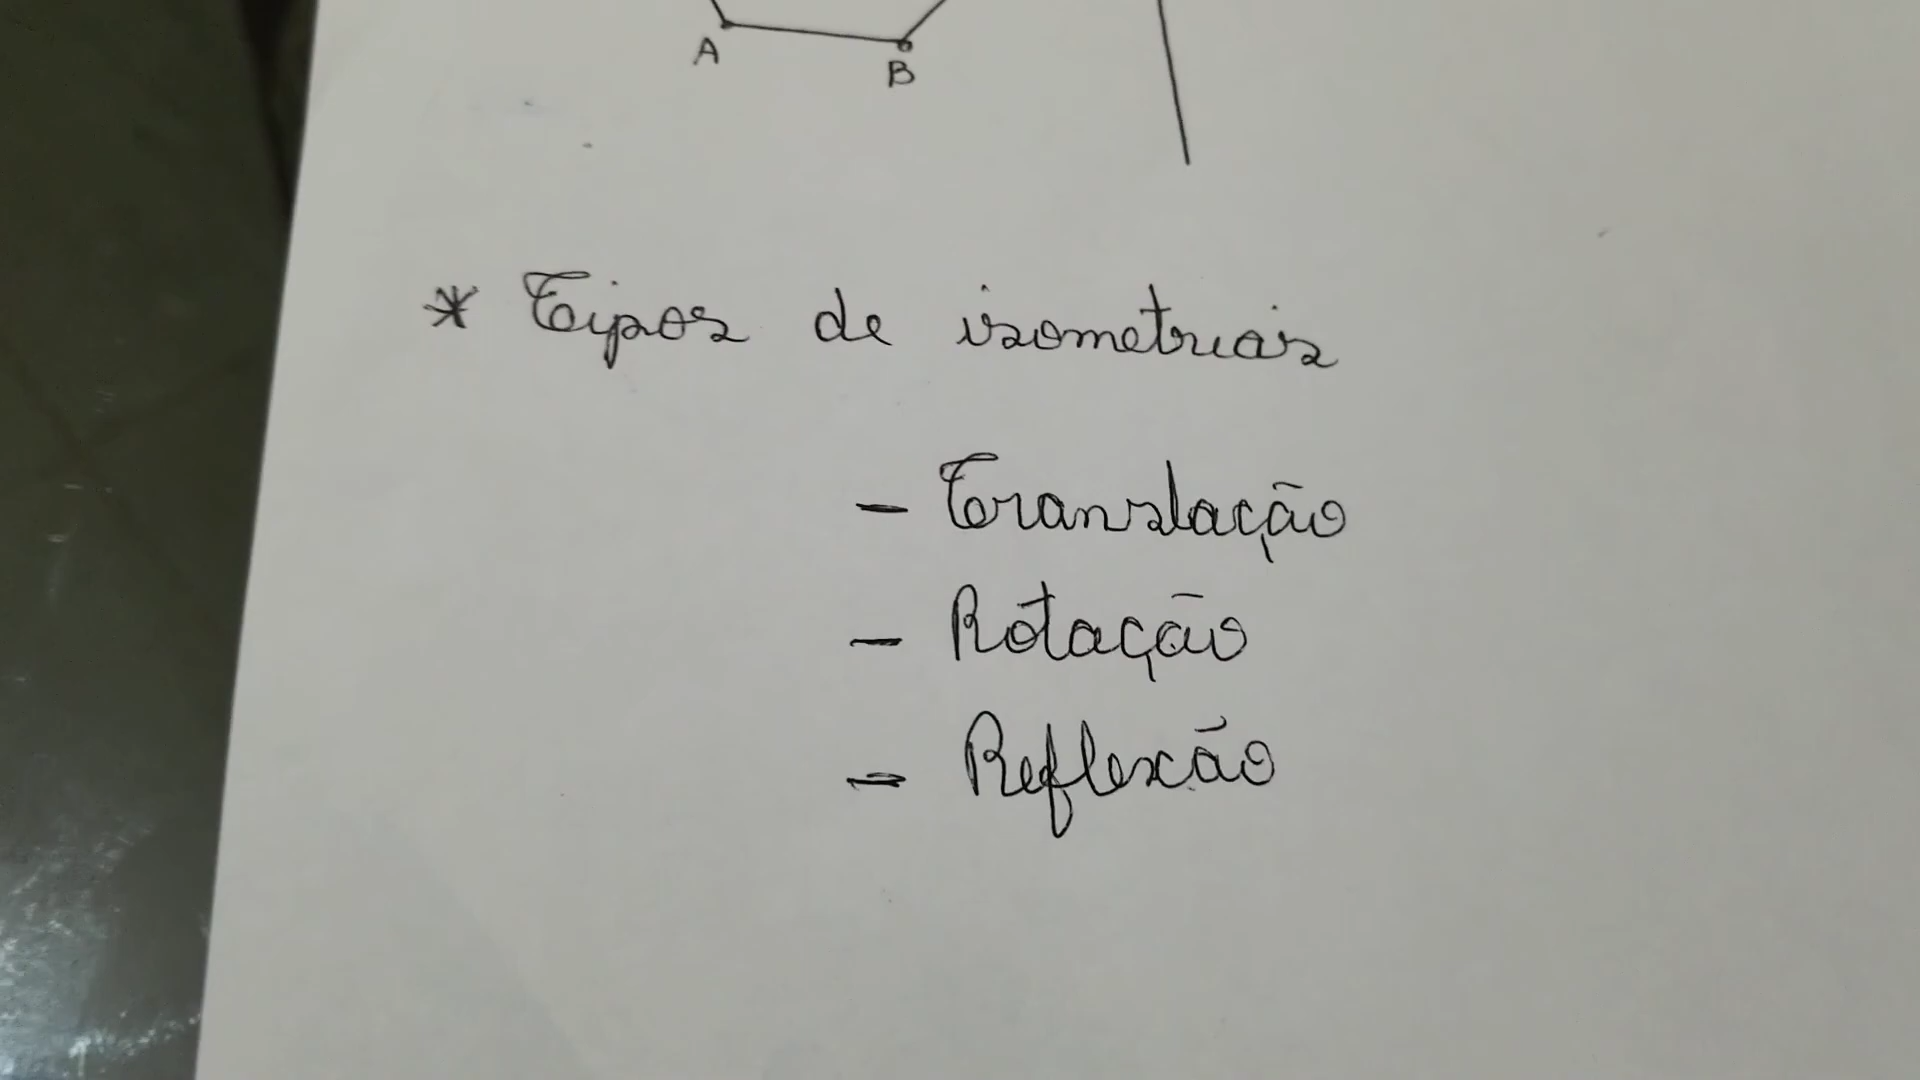 A
B
* Tipos de isometrias
- Translação
- Rotação
- Reflexão